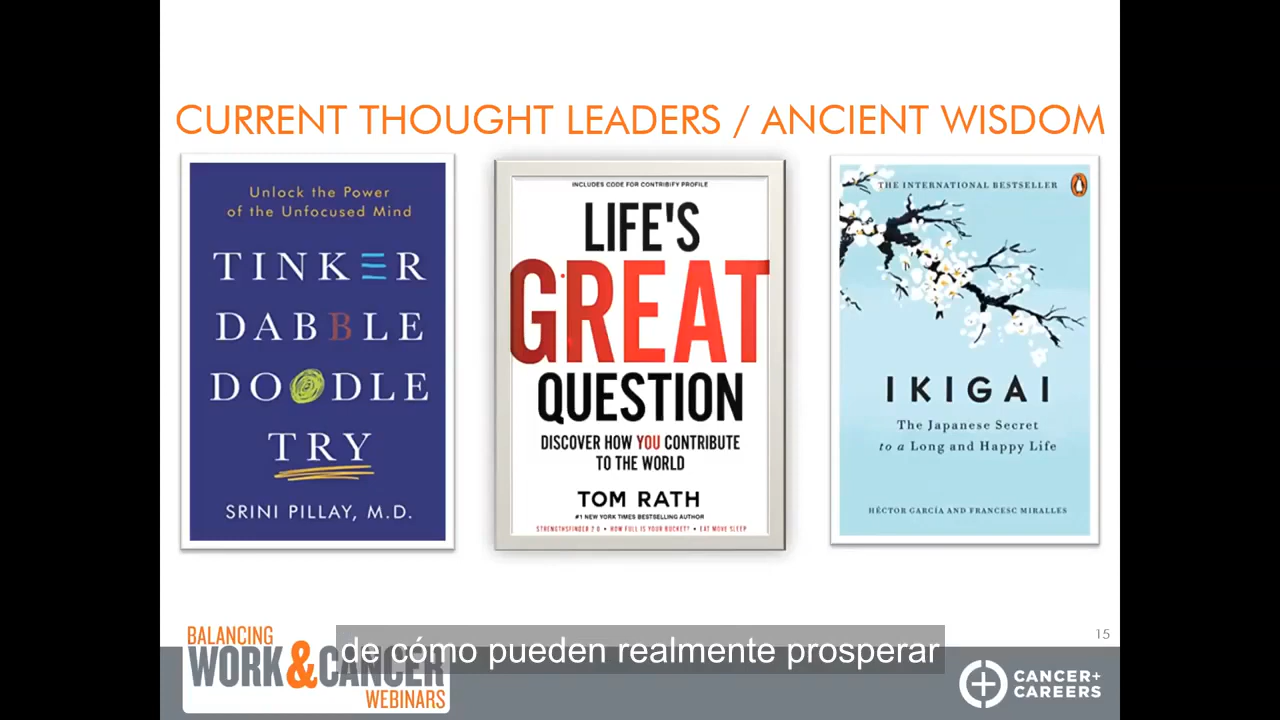 CURRENT THOUGHT LEADERS / ANCIENT WISDOM
Unlock the Power
of the Unfocused Mind
TINKER
DABBLE
DOODLE
TRY
SRINI PILLAY, M.D.
INCLUDES CODE FOR CONTRIBIFY PROFILE
LIFE'S
GREAT
QUESTION
DISCOVER HOW YOU CONTRIBUTE
TO THE WORLD
TOM RATH
#1 NEW YORK TIMES BESTSELLING AUTHOR
STRENGTHSFINDER 2.0 • HOW FULL IS YOUR BUCKET? • EAT MOVE SLEEP
THE INTERNATIONAL BESTSELLER
IKIGAI
The Japanese Secret
to a Long and Happy Life
HÉCTOR GARCÍA AND FRANCESC MIRALLES
15
BALANCING
WORK & CANCER
WEBINARS
de cómo pueden realmente prosperar
CANCER+
CAREERS